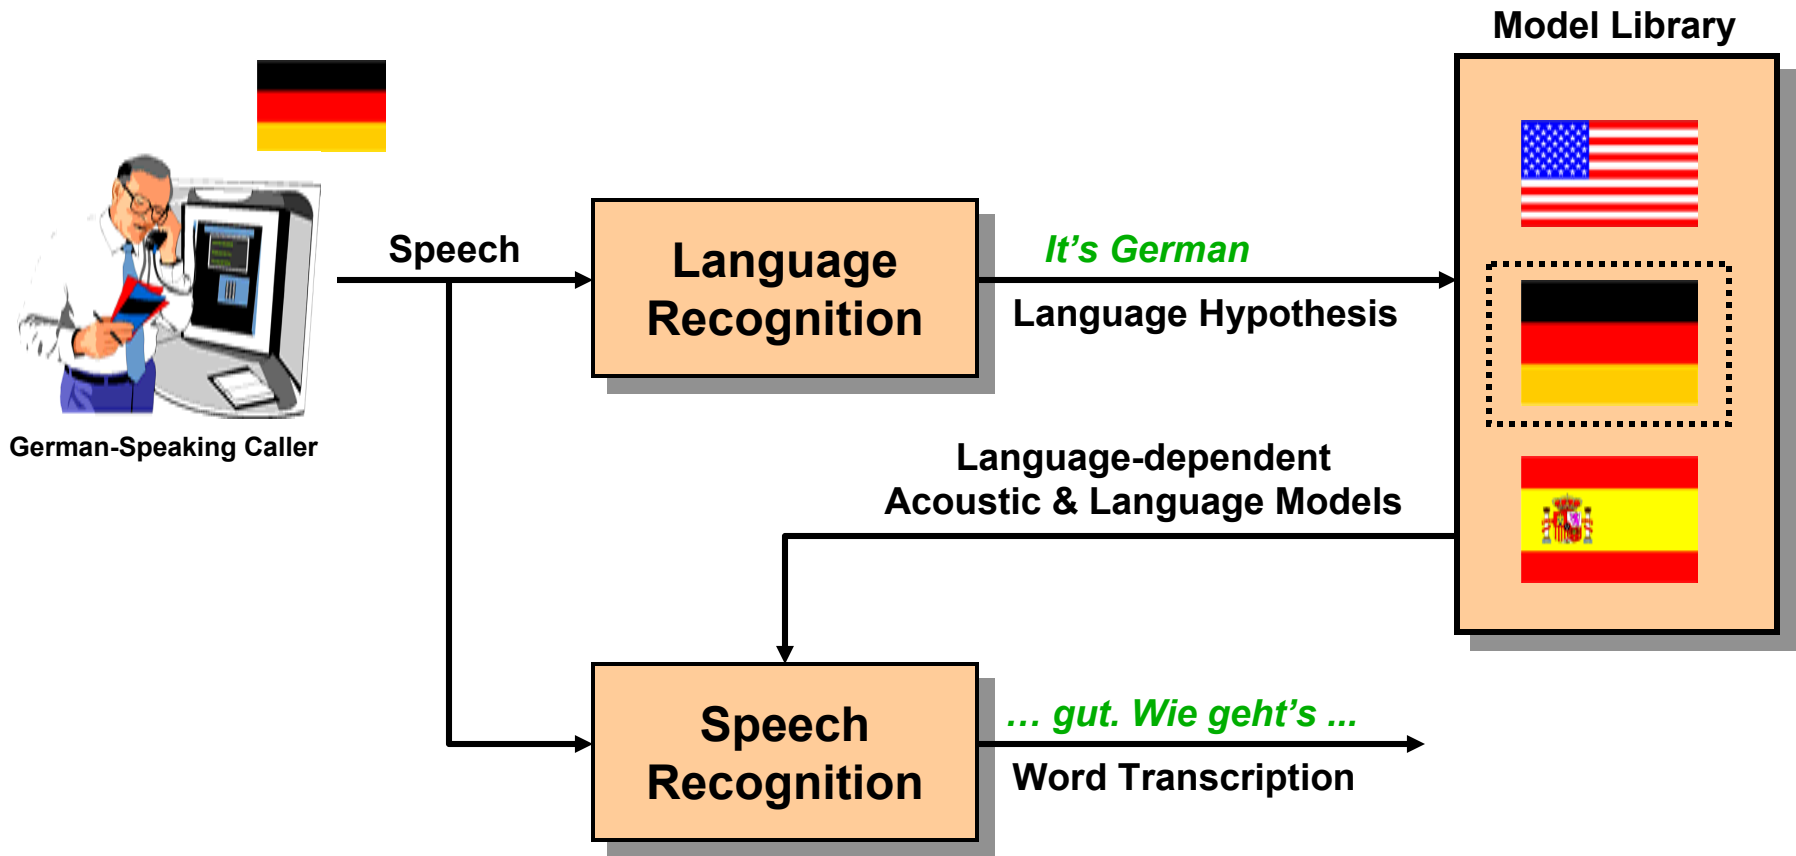 Model Library
Speech
Language
Recognition
It's German
Language Hypothesis
German-Speaking Caller
Language-dependent
Acoustic & Language Models
Speech
Recognition
... gut. Wie geht's ...
Word Transcription